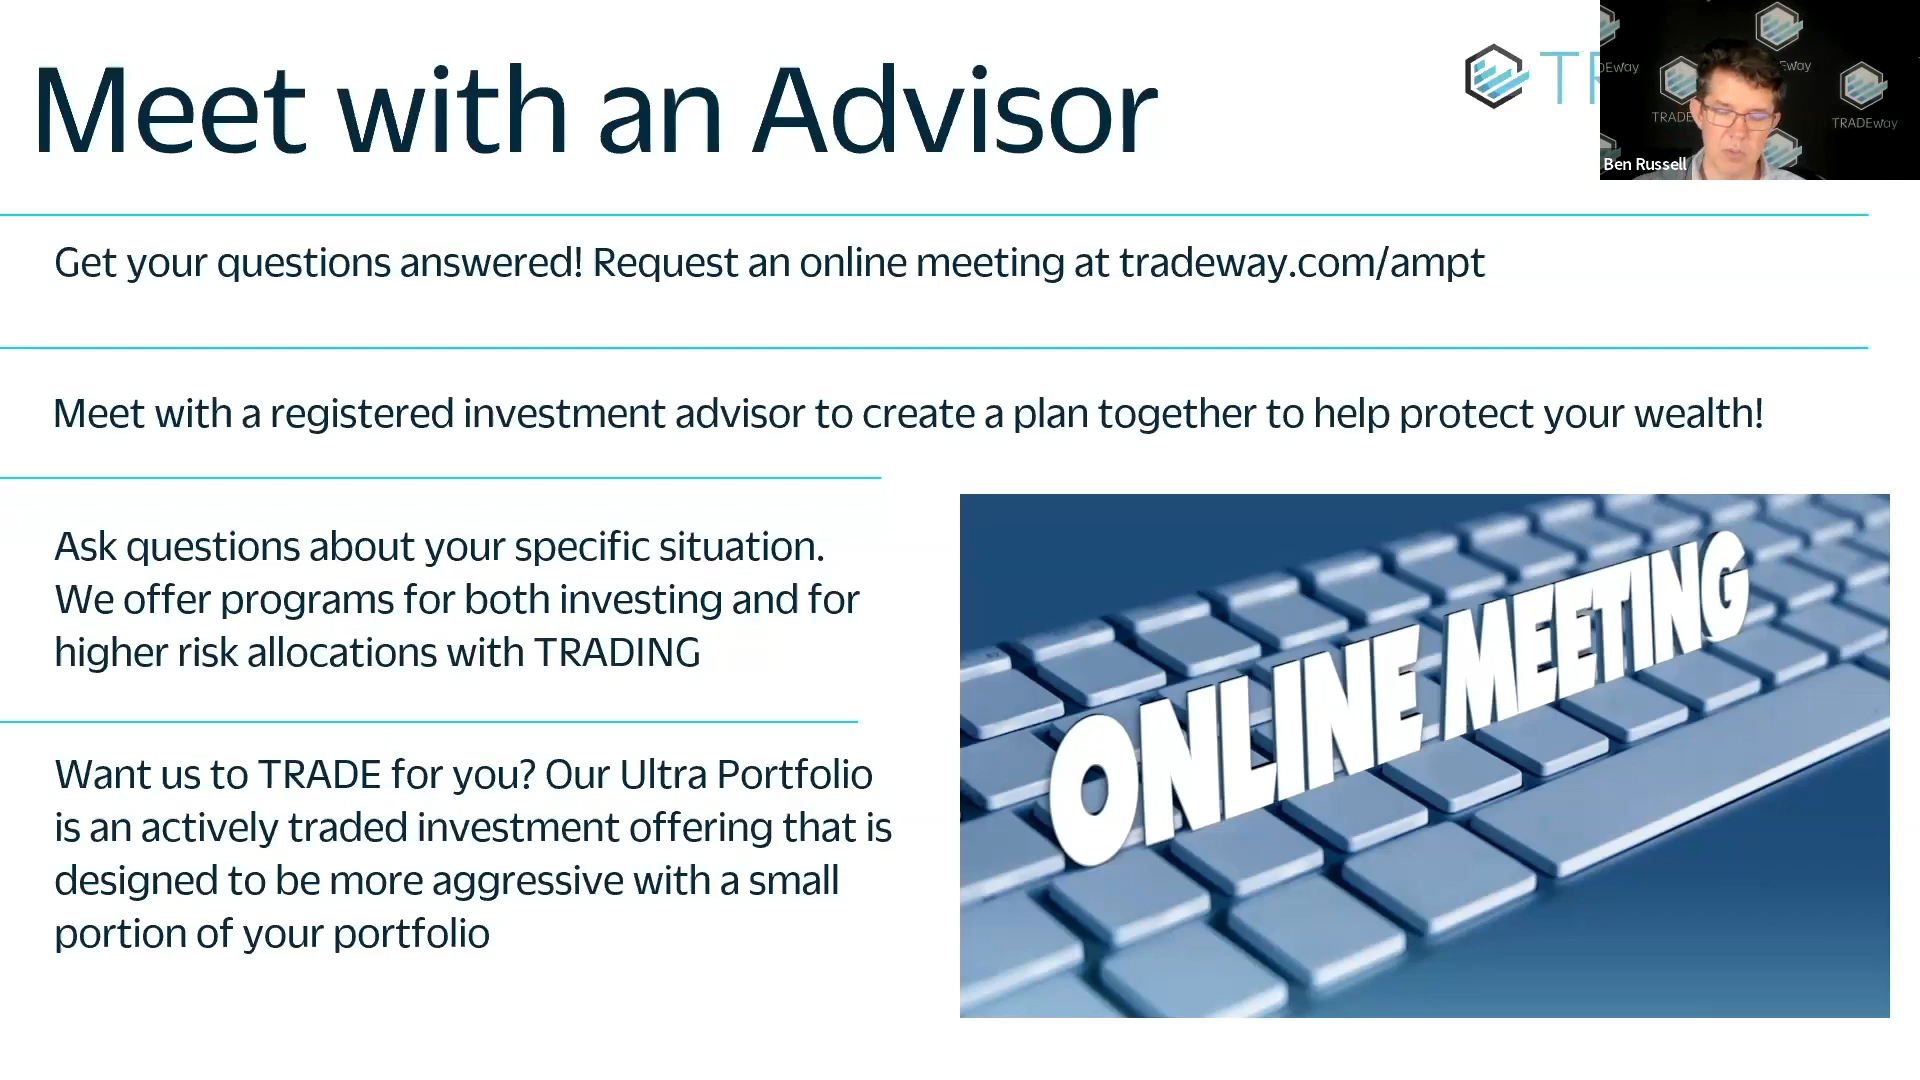 Meet with an Advisor
TR
DEway
Eway
TRADE
TRADEway
Ben Russell
Get your questions answered! Request an online meeting at tradeway.com/ampt
Meet with a registered investment advisor to create a plan together to help protect your wealth!
Ask questions about your specific situation.
We offer programs for both investing and for
higher risk allocations with TRADING
ONLINE MEETING
Want us to TRADE for you? Our Ultra Portfolio
is an actively traded investment offering that is
designed to be more aggressive with a small
portion of your portfolio